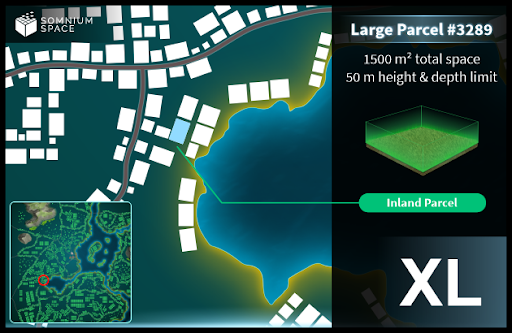 SOMNIUM
SPACE
Large Parcel #3289
1500 m² total space
50 m height & depth limit
Inland Parcel
XL